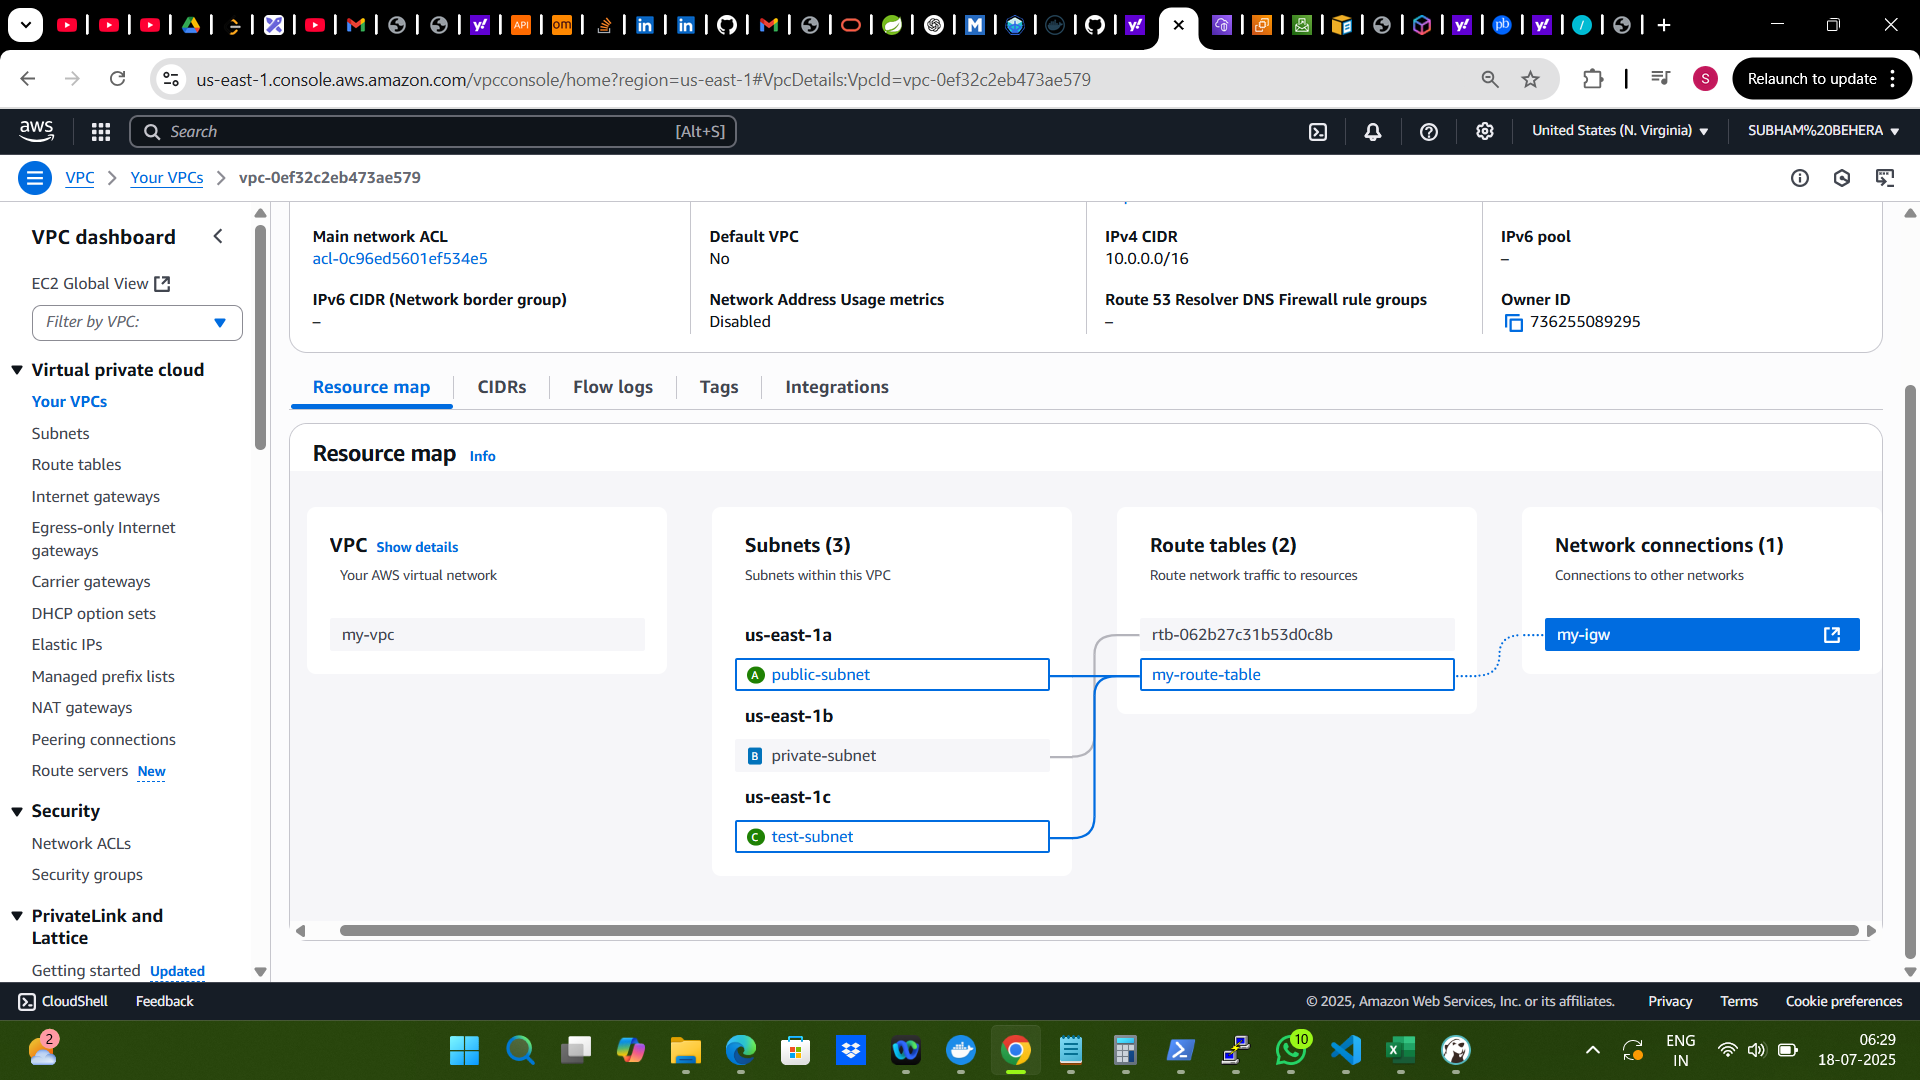 us-east-1.console.aws.amazon.com/vpcconsole/home?region=us-east-1#VpcDetails:VpcId=vpc-0ef32c2eb473ae579
S
Relaunch to update
aws
Search
[Alt+S]
United States (N. Virginia)
SUBHAM%20BEHERA
VPC
Your VPCs
vpc-0ef32c2eb473ae579
VPC dashboard
EC2 Global View
Filter by VPC:
Virtual private cloud
Your VPCs
Subnets
Route tables
Internet gateways
Egress-only Internet
gateways
Carrier gateways
DHCP option sets
Elastic IPs
Managed prefix lists
NAT gateways
Peering connections
Route servers New
Security
Network ACLs
Security groups
PrivateLink and
Lattice
Getting started Updated
Main network ACL
acl-0c96ed5601ef534e5
Default VPC
No
IPv4 CIDR
10.0.0.0/16
IPv6 pool
–
IPv6 CIDR (Network border group)
–
Network Address Usage metrics
Disabled
Route 53 Resolver DNS Firewall rule groups
–
Owner ID
736255089295
Resource map
CIDRs
Flow logs
Tags
Integrations
Resource map Info
VPC Show details
Your AWS virtual network
my-vpc
Subnets (3)
Subnets within this VPC
us-east-1a
A public-subnet
us-east-1b
B private-subnet
us-east-1c
C test-subnet
Route tables (2)
Route network traffic to resources
rtb-062b27c31b53d0c8b
my-route-table
Network connections (1)
Connections to other networks
my-igw
CloudShell
Feedback
© 2025, Amazon Web Services, Inc. or its affiliates.
Privacy
Terms
Cookie preferences
2
10
ENG
IN
06:29
18-07-2025